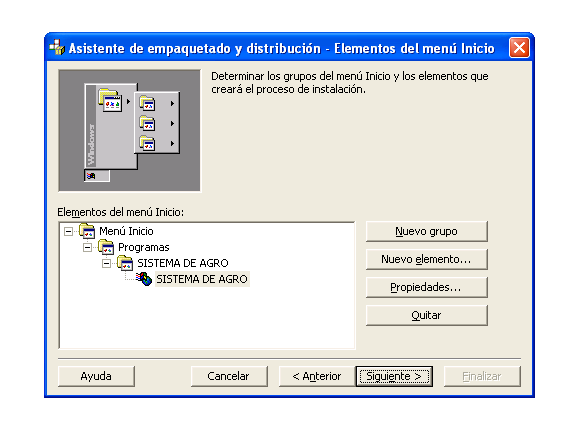 Asistente de empaquetado y distribución - Elementos del menú Inicio
Determinar los grupos del menú Inicio y los elementos que
creará el proceso de instalación.
Windows
Elementos del menú Inicio:
Menú Inicio
Programas
SISTEMA DE AGRO
SISTEMA DE AGRO
Nuevo grupo
Nuevo elemento...
Propiedades...
Quitar
Ayuda
Cancelar
< Anterior
Siguiente >
Finalizar